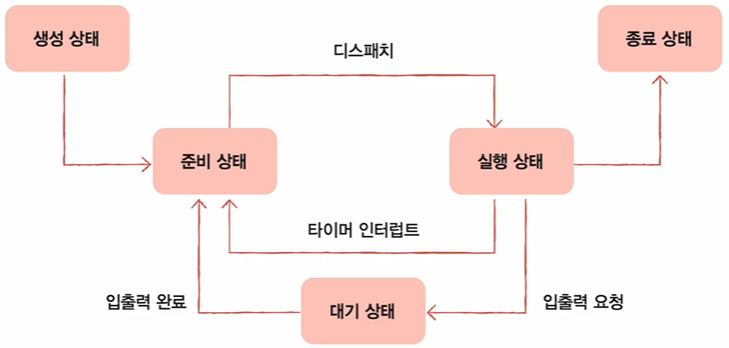 생성 상태
종료 상태
디스패치
준비 상태
실행 상태
타이머 인터럽트
입출력 완료
대기 상태
입출력 요청